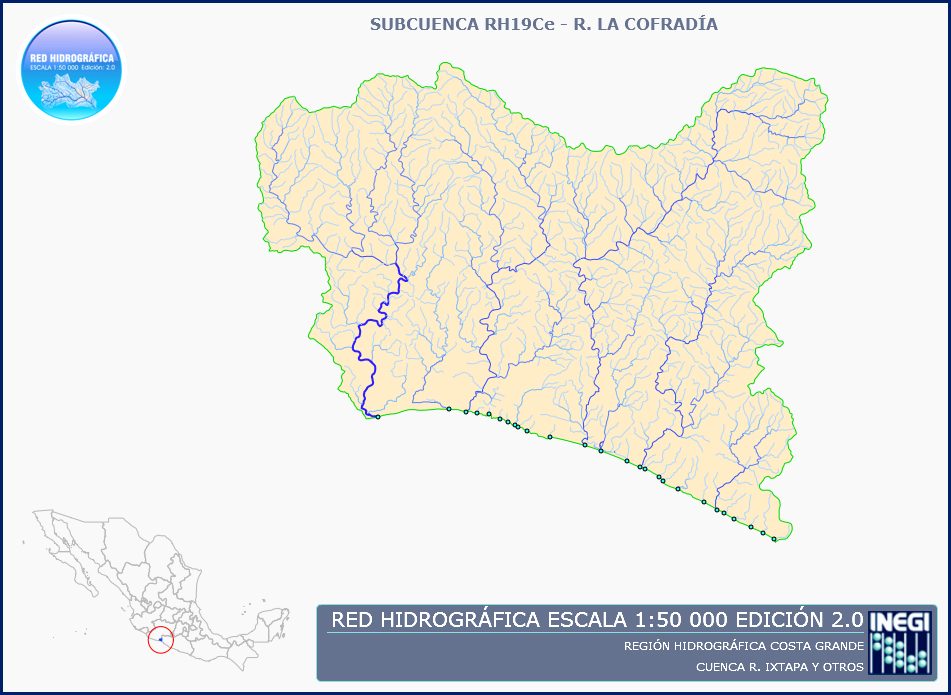 SUBCUENCA RH19Ce - R. LA COFRADÍA
RED HIDROGRÁFICA
ESCALA 1:50 000 Edición: 2.0
RED HIDROGRÁFICA ESCALA 1:50 000 EDICIÓN 2.0
REGIÓN HIDROGRÁFICA COSTA GRANDE
CUENCA R. IXTAPA Y OTROS
INEGI